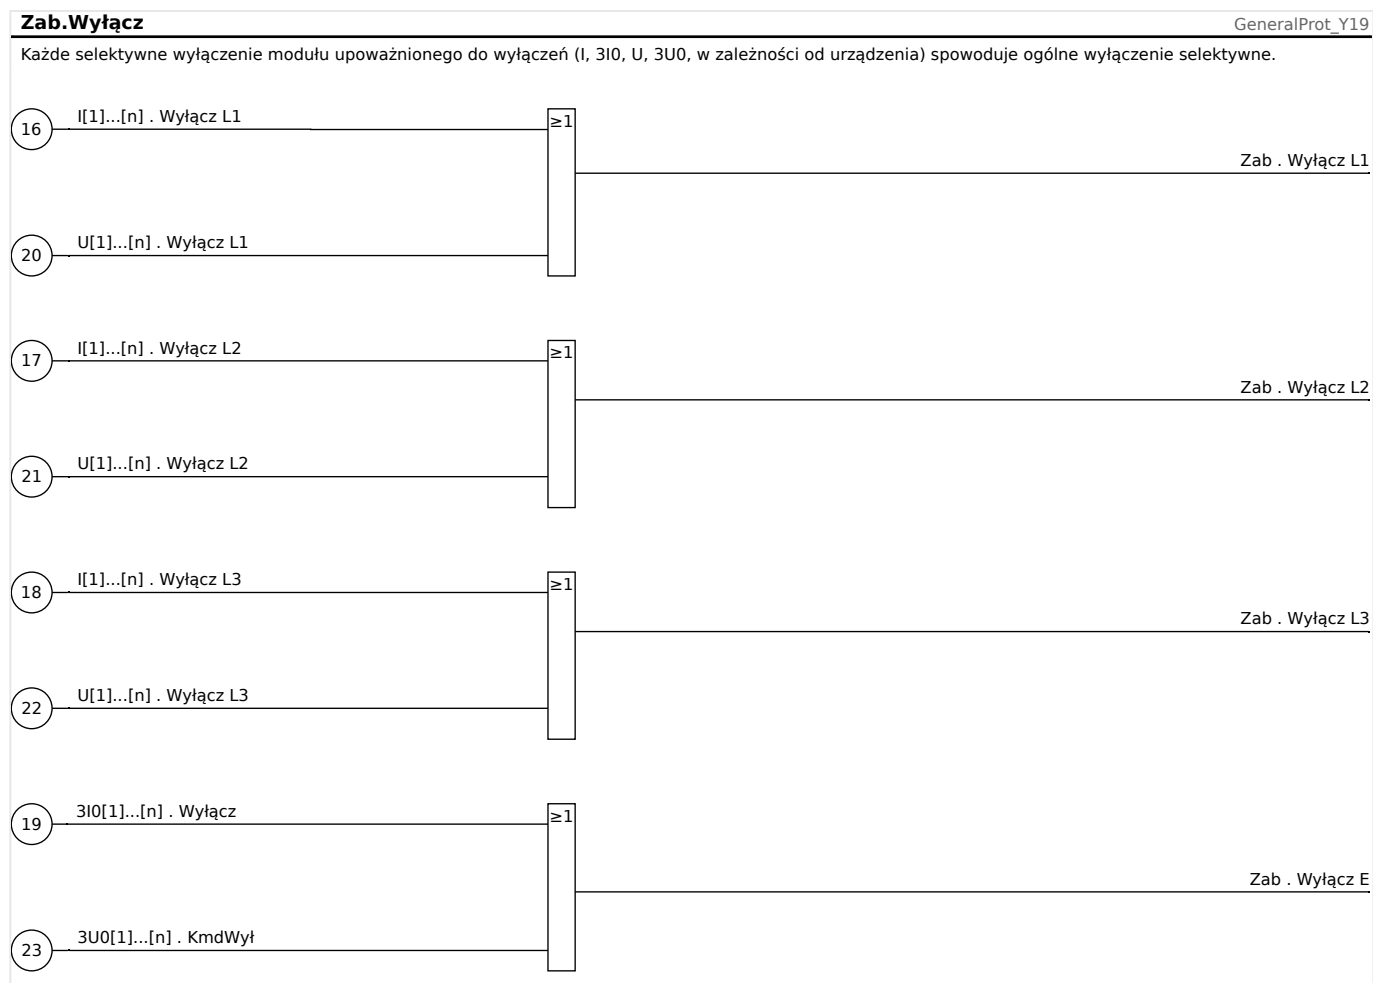 Zab.Wyłącz
GeneralProt_Y19
Każde selektywne wyłączenie modułu upoważnionego do wyłączeń (I, 3I0, U, 3U0, w zależności od urządzenia) spowoduje ogólne wyłączenie selektywne.
16
I[1]...[n] . Wyłącz L1
≥1
Zab . Wyłącz L1
20
U[1]...[n] . Wyłącz L1
17
I[1]...[n] . Wyłącz L2
≥1
Zab . Wyłącz L2
21
U[1]...[n] . Wyłącz L2
18
I[1]...[n] . Wyłącz L3
≥1
Zab . Wyłącz L3
22
U[1]...[n] . Wyłącz L3
19
3I0[1]...[n] . Wyłącz
≥1
Zab . Wyłącz E
23
3U0[1]...[n] . KmdWył